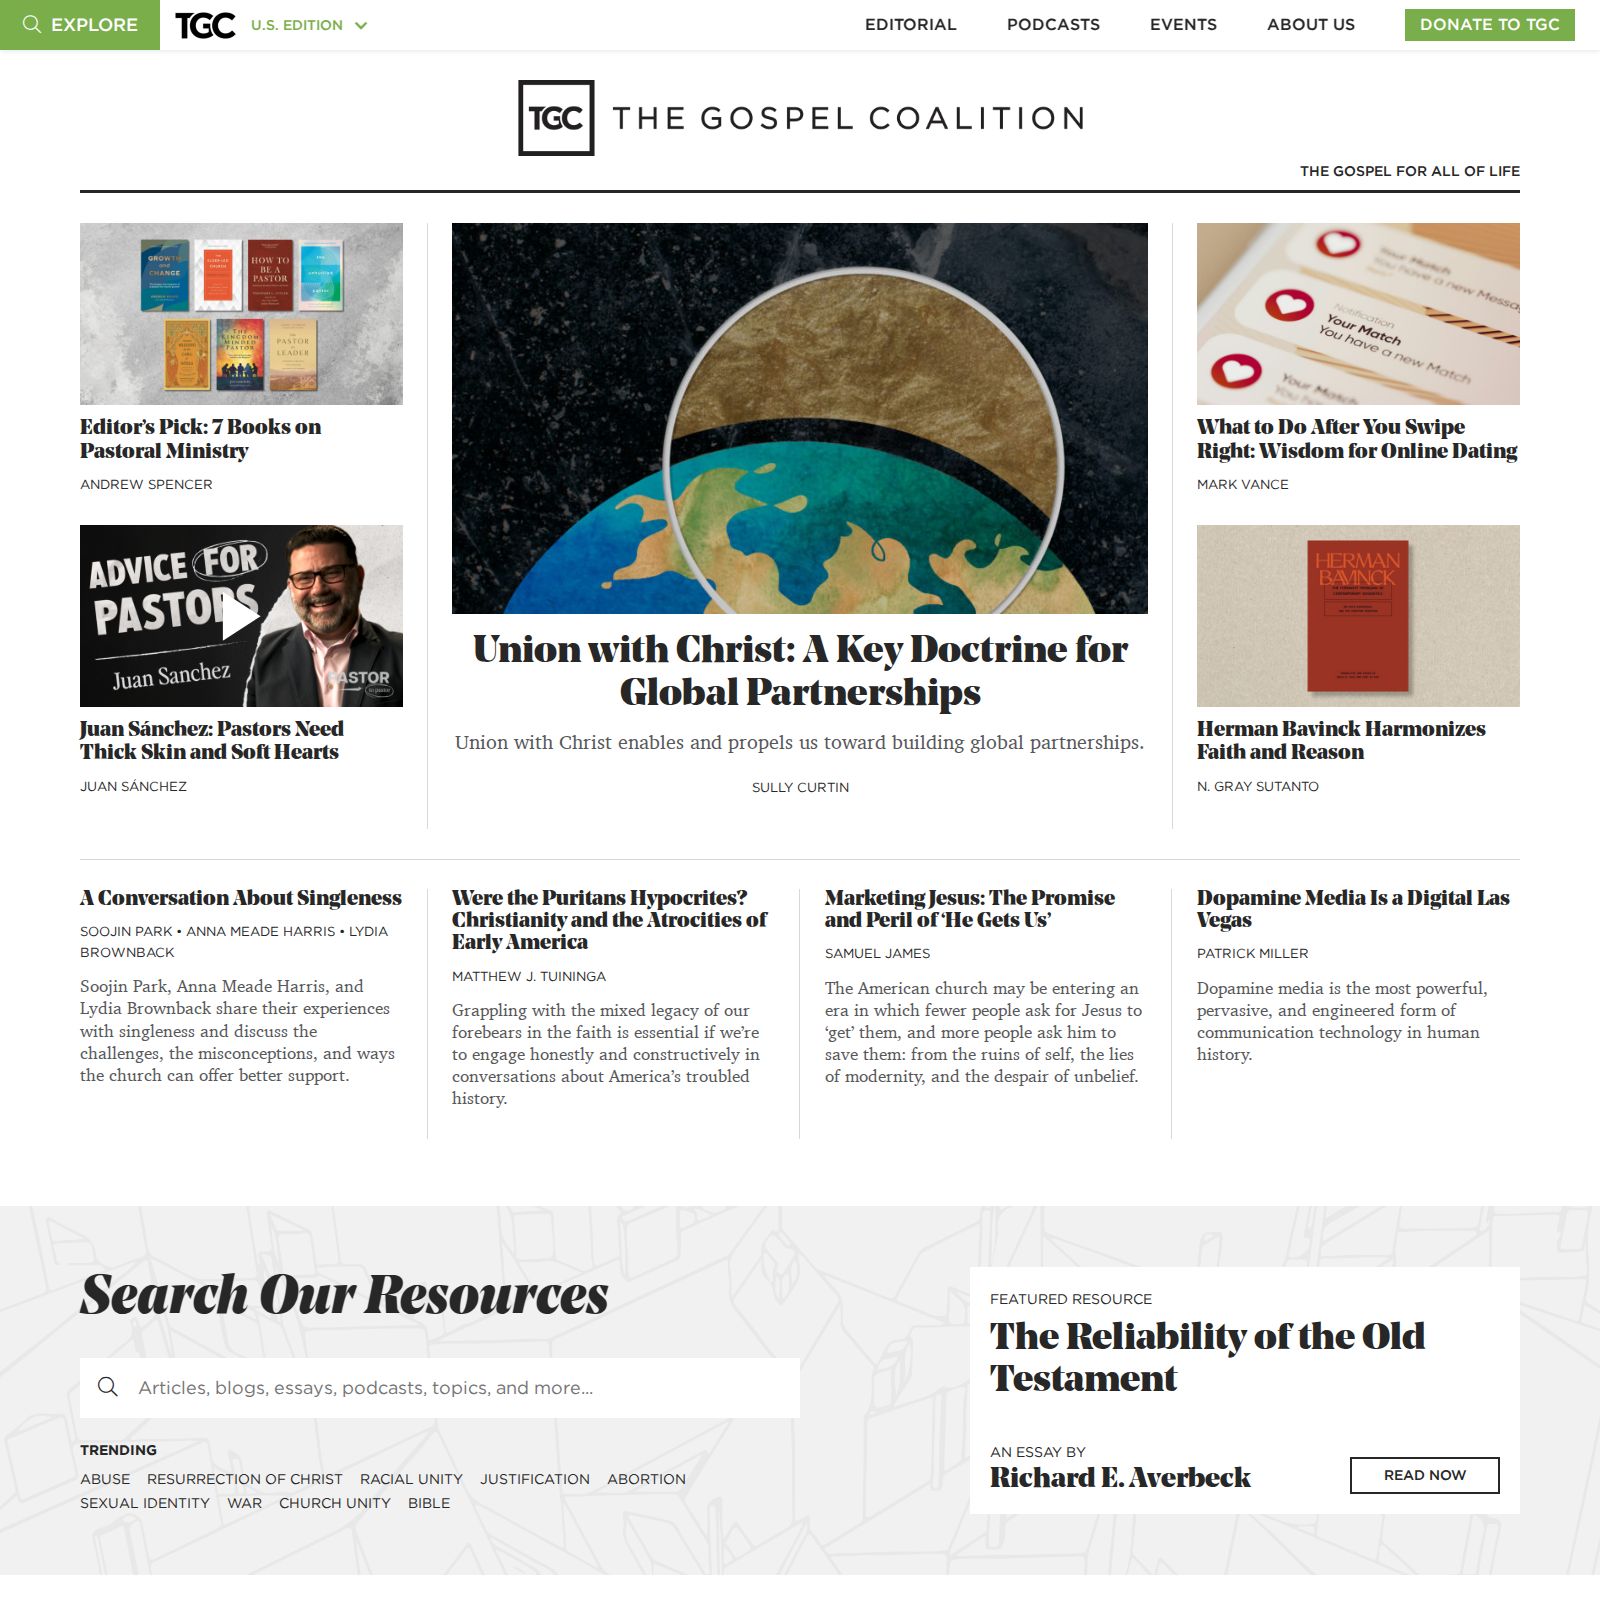 EXPLORE
TGC
U.S. EDITION
EDITORIAL
PODCASTS
EVENTS
ABOUT US
DONATE TO TGC
TGC THE GOSPEL COALITION
THE GOSPEL FOR ALL OF LIFE
GROWTH
and
CHANGE
HOW TO
BE A
PASTOR
THE
KINGDOM
MINDED
PASTOR
THE
PASTOR
LEADER
Editor's Pick: 7 Books on
Pastoral Ministry
ANDREW SPENCER
ADVICE FOR
PASTORS
Juan Sanchez
PASTOR
Juan Sánchez: Pastors Need
Thick Skin and Soft Hearts
JUAN SÁNCHEZ
Union with Christ: A Key Doctrine for
Global Partnerships
Union with Christ enables and propels us toward building global partnerships.
SULLY CURTIN
Your Match
You have a new Messag
Notification
Your Match
You have a new Match
Your Match
You h
What to Do After You Swipe
Right: Wisdom for Online Dating
MARK VANCE
HERMAN
BAVINCK
Herman Bavinck Harmonizes
Faith and Reason
N. GRAY SUTANTO
A Conversation About Singleness
SOOJIN PARK • ANNA MEADE HARRIS • LYDIA
BROWNBACK
Soojin Park, Anna Meade Harris, and
Lydia Brownback share their experiences
with singleness and discuss the
challenges, the misconceptions, and ways
the church can offer better support.
Were the Puritans Hypocrites?
Christianity and the Atrocities of
Early America
MATTHEW J. TUININGA
Grappling with the mixed legacy of our
forebears in the faith is essential if we're
to engage honestly and constructively in
conversations about America's troubled
history.
Marketing Jesus: The Promise
and Peril of ‘He Gets Us’
SAMUEL JAMES
The American church may be entering an
era in which fewer people ask for Jesus to
‘get’ them, and more people ask him to
save them: from the ruins of self, the lies
of modernity, and the despair of unbelief.
Dopamine Media Is a Digital Las
Vegas
PATRICK MILLER
Dopamine media is the most powerful,
pervasive, and engineered form of
communication technology in human
history.
Search Our Resources
Articles, blogs, essays, podcasts, topics, and more...
TRENDING
ABUSE RESURRECTION OF CHRIST RACIAL UNITY JUSTIFICATION ABORTION
SEXUAL IDENTITY WAR CHURCH UNITY BIBLE
FEATURED RESOURCE
The Reliability of the Old
Testament
AN ESSAY BY
Richard E. Averbeck
READ NOW